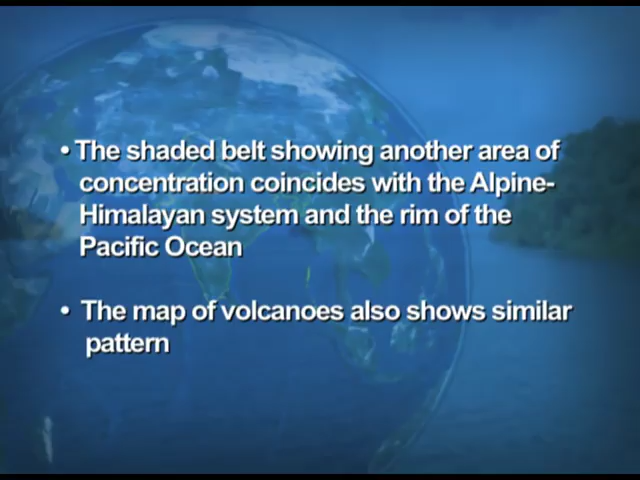 • The shaded belt showing another area of
concentration coincides with the Alpine-
Himalayan system and the rim of the
Pacific Ocean
• The map of volcanoes also shows similar
pattern